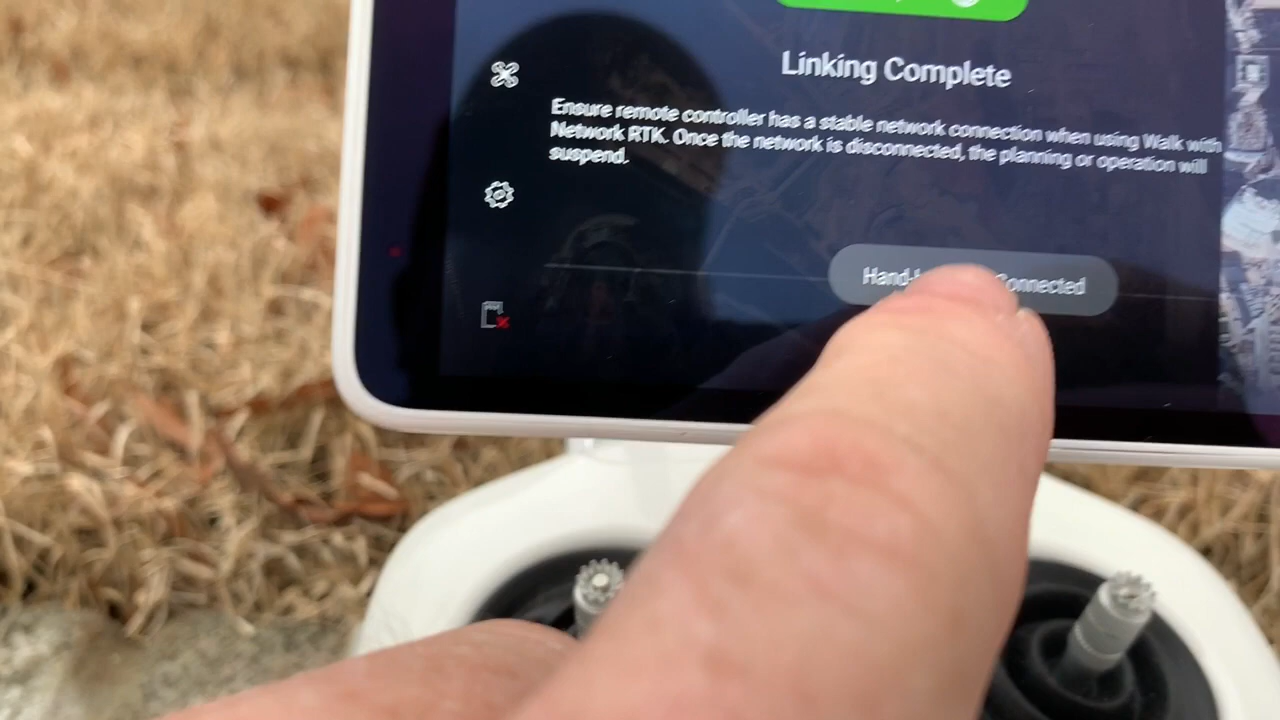 Linking Complete
Ensure remote controller has a stable network connection when using Walk with
Network RTK. Once the network is disconnected, the planning or operation will
suspend.
Connected